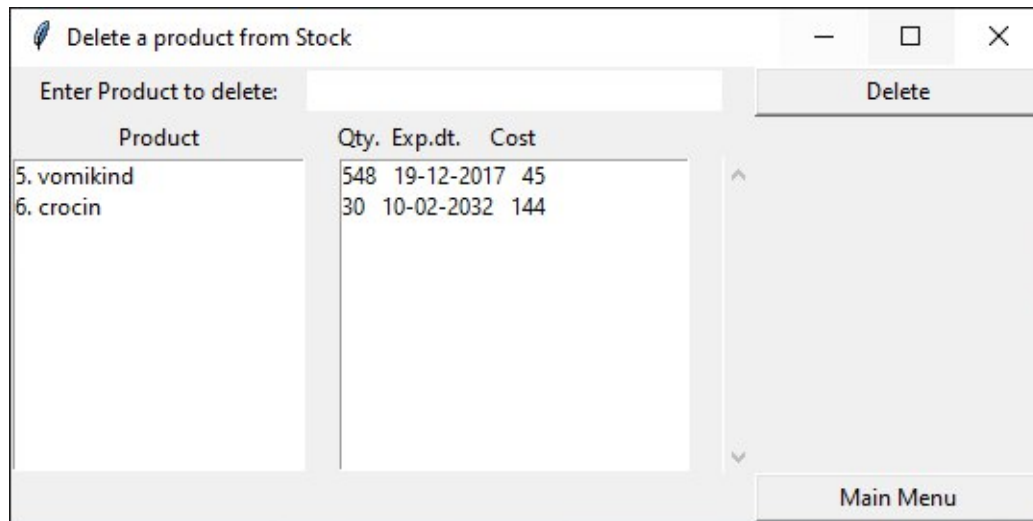 Delete a product from Stock
Enter Product to delete: Delete
Product Qty. Exp.dt. Cost
5. vomikind 548 19-12-2017 45
6. crocin 30 10-02-2032 144
Main Menu